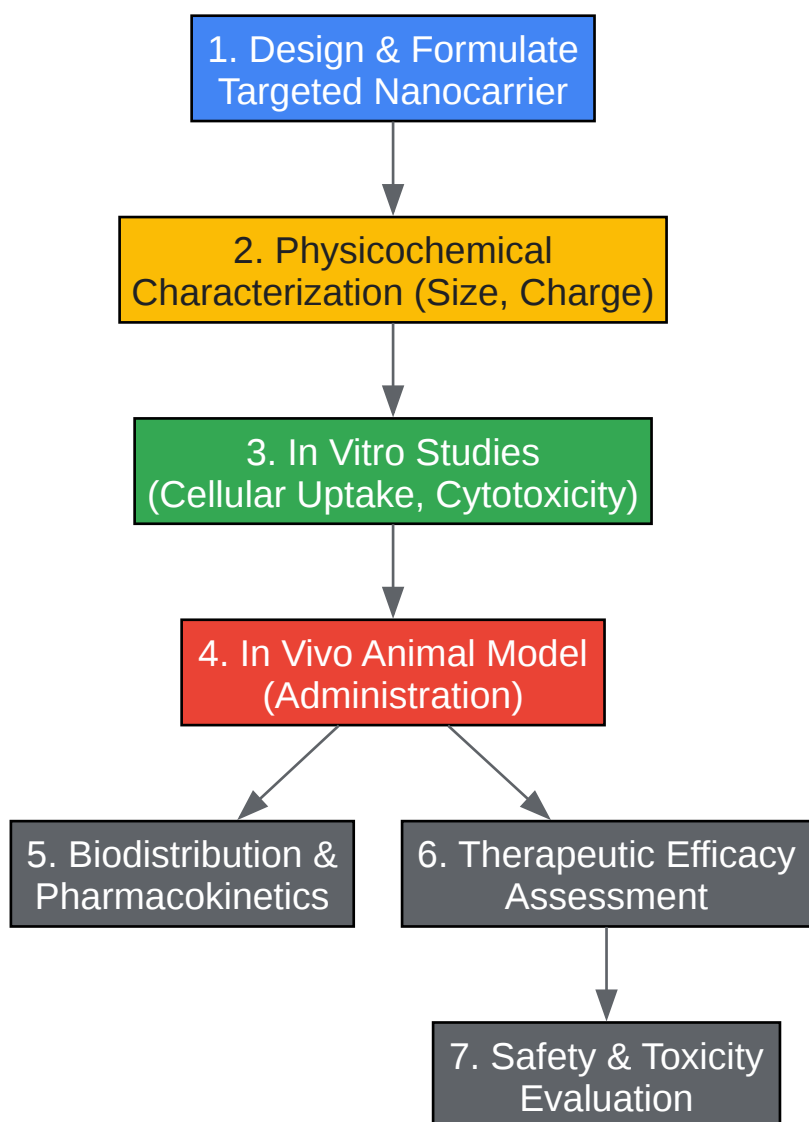 1. Design & Formulate
Targeted Nanocarrier
2. Physicochemical
Characterization (Size, Charge)
3. In Vitro Studies
(Cellular Uptake, Cytotoxicity)
4. In Vivo Animal Model
(Administration)
5. Biodistribution &
Pharmacokinetics
6. Therapeutic Efficacy
Assessment
7. Safety & Toxicity
Evaluation